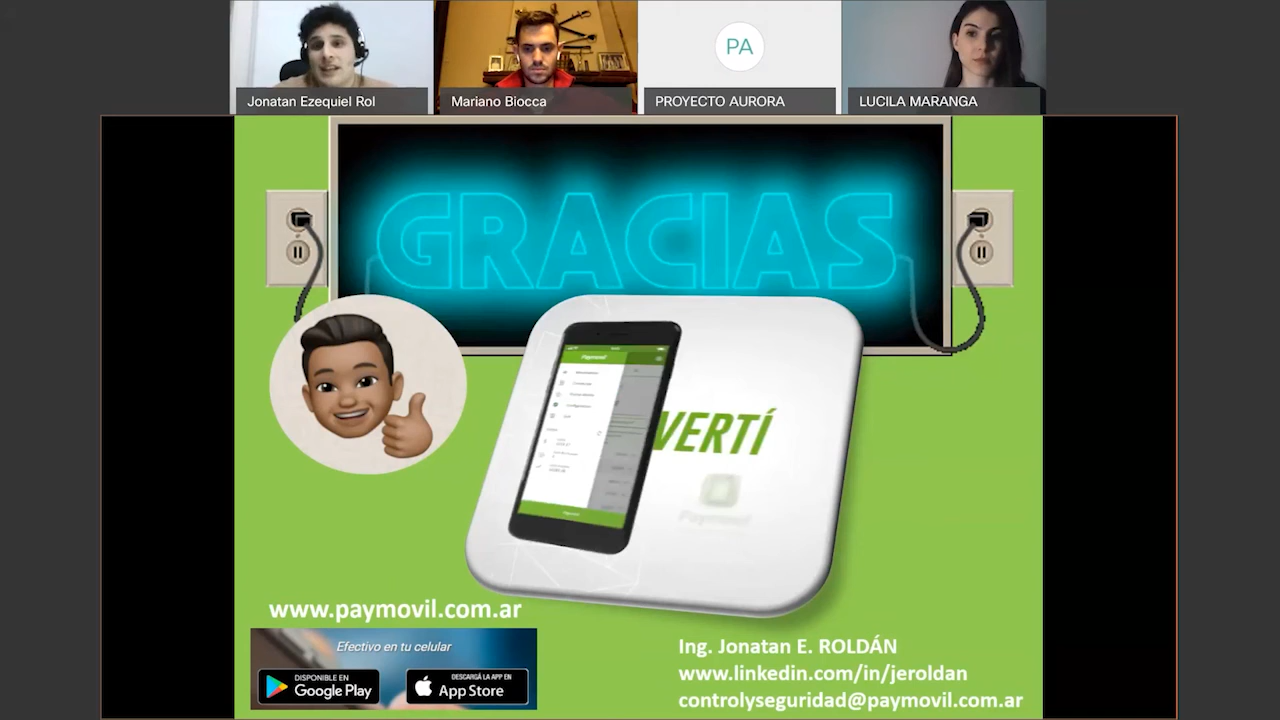 Jonatan Ezequiel Rol
Mariano Biocca
PA
PROYECTO AURORA
LUCILA MARANGA
GRACIAS
Paymovil
VERTÍ
Paymovil
www.paymovil.com.ar
Efectivo en tu celular
DISPONIBLE EN
Google Play
DESCARGÁ LA APP EN
App Store
Ing. Jonatan E. ROLDÁN
www.linkedin.com/in/jeroldan
controlyseguridad@paymovil.com.ar